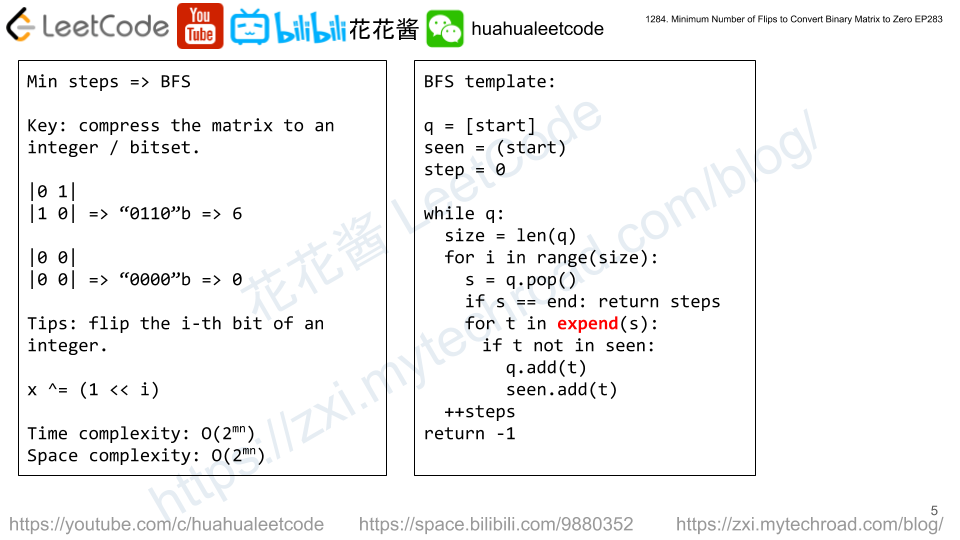 LeetCode
You
Tube
bilibili
花花酱
huahualeetcode
1284. Minimum Number of Flips to Convert Binary Matrix to Zero EP283
Min steps => BFS
Key: compress the matrix to an
integer / bitset.
|0 1|
|1 0| => “0110”b => 6
|0 0|
|0 0| => “0000”b => 0
Tips: flip the i-th bit of an
integer.
x ^= (1 << i)
Time complexity: O(2ᵐⁿ)
Space complexity: O(2ᵐⁿ)
BFS template:
q = [start]
seen = (start)
step = 0
while q:
  size = len(q)
  for i in range(size):
    s = q.pop()
    if s == end: return steps
    for t in expend(s):
      if t not in seen:
        q.add(t)
        seen.add(t)
  ++steps
return -1
花花酱 LeetCode
https://zxi.mytechroad.com/blog/
5
https://youtube.com/c/huahualeetcode
https://space.bilibili.com/9880352
https://zxi.mytechroad.com/blog/